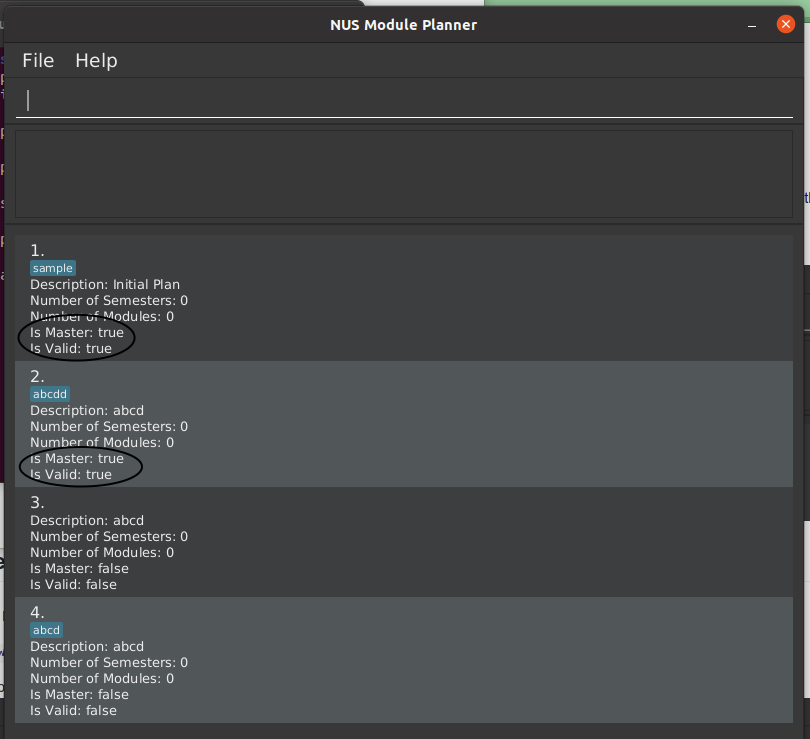 NUS Module Planner
File Help
1.
sample
Description: Initial Plan
Number of Semesters: 0
Number of Modules: 0
Is Master: true
Is Valid: true
2.
abcdd
Description: abcd
Number of Semesters: 0
Number of Modules: 0
Is Master: true
Is Valid: true
3.
Description: abcd
Number of Semesters: 0
Number of Modules: 0
Is Master: false
Is Valid: false
4.
abcd
Description: abcd
Number of Semesters: 0
Number of Modules: 0
Is Master: false
Is Valid: false